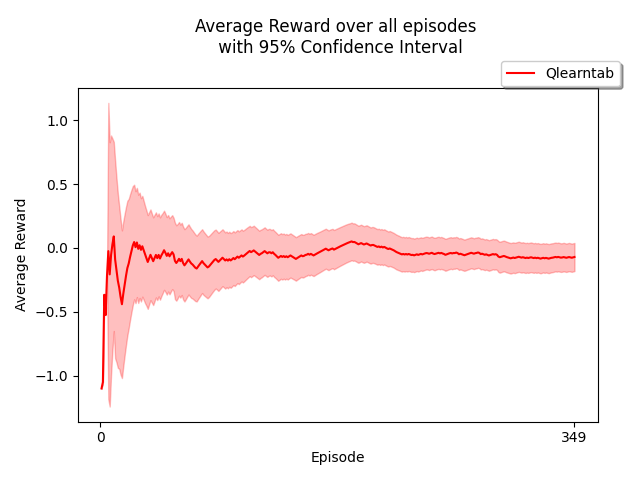 Average Reward over all episodes
with 95% Confidence Interval
Qlearntab
1.0
0.5
0.0
−0.5
−1.0
Average Reward
0 349
Episode